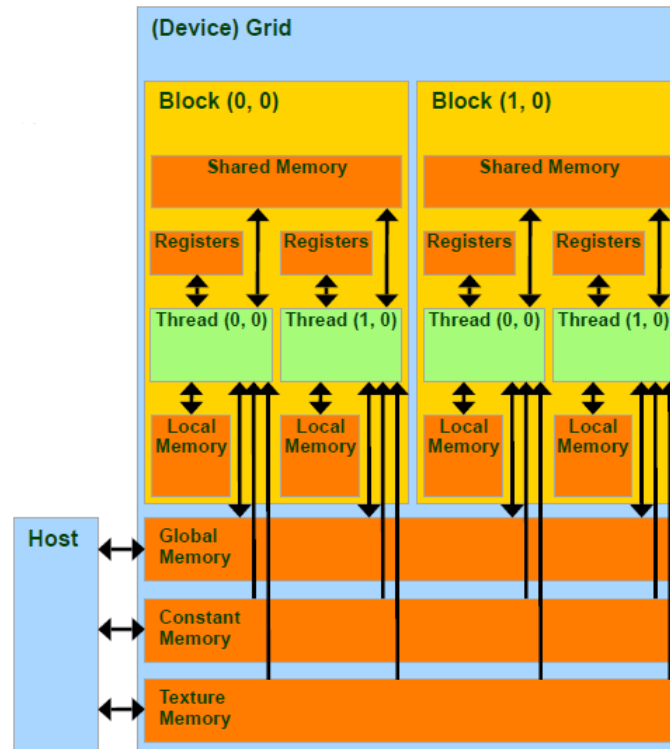 (Device) Grid
Block (0, 0)
Block (1, 0)
Shared Memory
Shared Memory
Registers
Registers
Registers
Registers
Thread (0, 0)
Thread (1, 0)
Thread (0, 0)
Thread (1, 0)
Local
Memory
Local
Memory
Local
Memory
Local
Memory
Host
Global
Memory
Constant
Memory
Texture
Memory